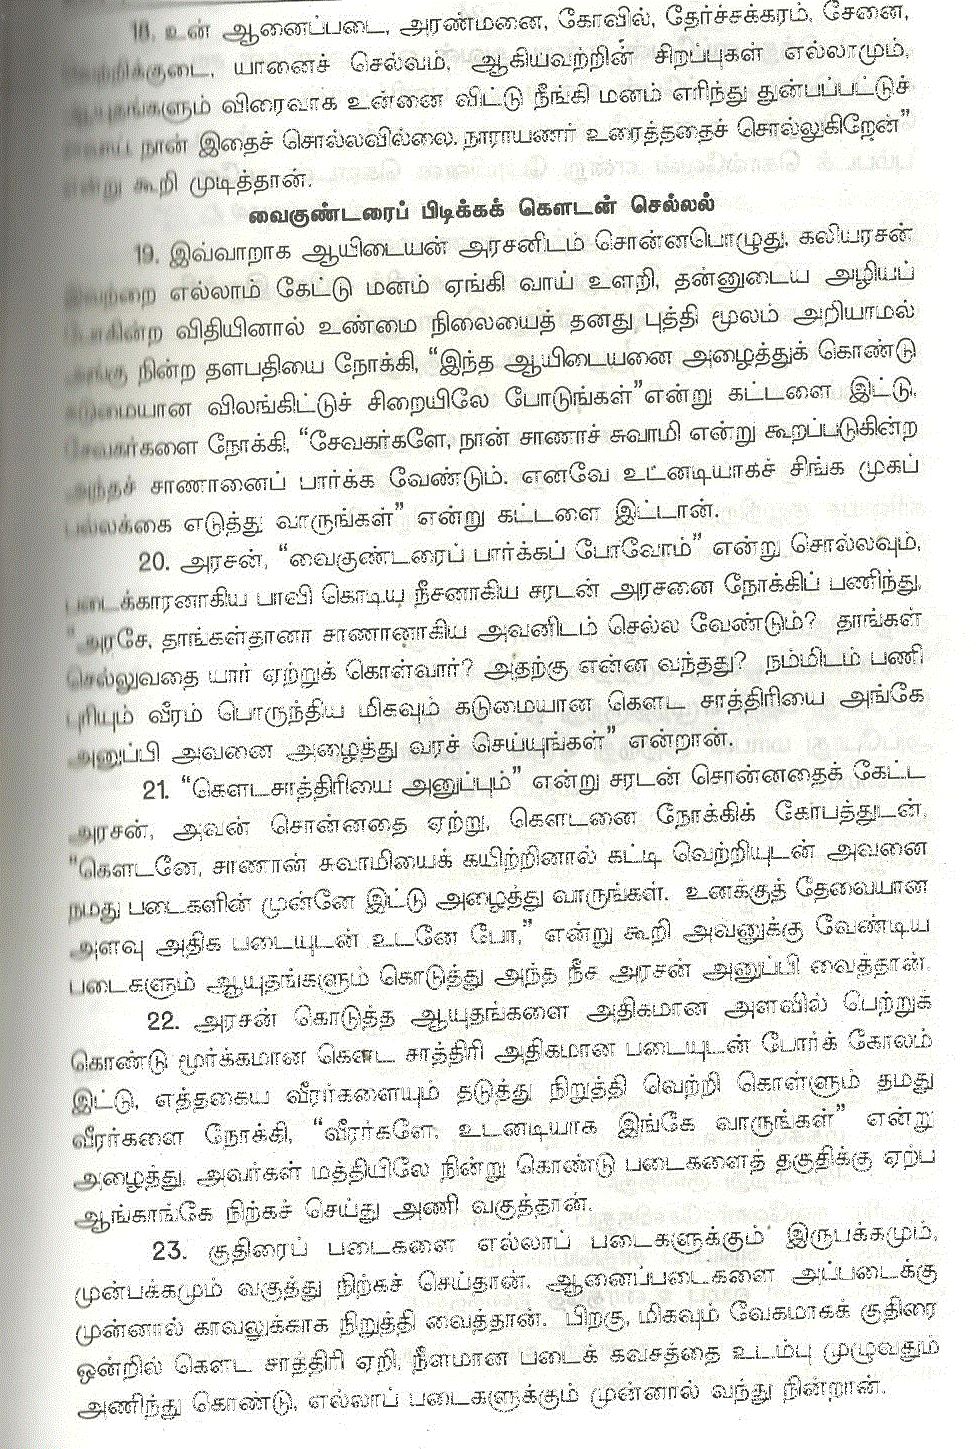 18. உன் ஆனைப்படை, அரண்மனை, கோவில், தேர்ச்சக்கரம், சேனை,
வெற்றிக்குடை, யானைச் செல்வம், ஆகியவற்றின் சிறப்புகள் எல்லாமும்,
ஆயுதங்களும் விரைவாக உன்னை விட்டு நீங்கி மனம் எரிந்து துன்பப்பட்டுச்
நான் இதைச் சொல்லவில்லை. நாராயணர் உரைத்ததைச் சொல்லுகிறேன்"
என்று கூறி முடித்தான்.
வைகுண்டரைப் பிடிக்கக் கௌடன் செல்லல்
19. இவ்வாறாக ஆயிடையன் அரசனிடம் சொன்னபொழுது, கலியரசன்
இவற்றை எல்லாம் கேட்டு மனம் ஏங்கி வாய் உளறி, தன்னுடைய அழியப்
போகின்ற விதியினால் உண்மை நிலையைத் தனது புத்தி மூலம் அறியாமல்
அங்கு நின்ற தளபதியை நோக்கி, "இந்த ஆயிடையனை அழைத்துக் கொண்டு
கடுமையான விலங்கிட்டுச் சிறையிலே போடுங்கள்" என்று கட்டளை இட்டு,
சேவகர்களை நோக்கி, "சேவகர்களே, நான் சாணாச் சுவாமி என்று கூறப்படுகின்ற
அந்தச் சாணானைப் பார்க்க வேண்டும். எனவே உடனடியாகச் சிங்க முகப்
பல்லக்கை எடுத்து வாருங்கள்" என்று கட்டளை இட்டான்.
20. அரசன், "வைகுண்டரைப் பார்க்கப் போவோம்" என்று சொல்லவும்,
படைக்காரனாகிய பாவி கொடிய நீசனாகிய சரடன் அரசனை நோக்கிப் பணிந்து,
"அரசே, தாங்கள்தானா சாணானாகிய அவனிடம் செல்ல வேண்டும்? தாங்கள்
செல்லுவதை யார் ஏற்றுக் கொள்வார்? அதற்கு என்ன வந்தது? நம்மிடம் பணி
புரியும் வீரம் பொருந்திய மிகவும் கடுமையான கௌட சாத்திரியை அங்கே
அனுப்பி அவனை அழைத்து வரச் செய்யுங்கள்" என்றான்.
21. "கௌடசாத்திரியை அனுப்பும்" என்று சரடன் சொன்னதைக் கேட்ட
அரசன், அவன் சொன்னதை ஏற்று, கௌடனை நோக்கிக் கோபத்துடன்,
"கௌடனே, சாணான் சுவாமியைக் கயிற்றினால் கட்டி வெற்றியுடன் அவனை
நமது படைகளின் முன்னே இட்டு அழைத்து வாருங்கள். உனக்குத் தேவையான
அளவு அதிக படையுடன் உடனே போ," என்று கூறி அவனுக்கு வேண்டிய
படைகளும் ஆயுதங்களும் கொடுத்து அந்த நீச அரசன் அனுப்பி வைத்தான்.
22. அரசன் கொடுத்த ஆயுதங்களை அதிகமான அளவில் பெற்றுக்
கொண்டு மூர்க்கமான கௌட சாத்திரி அதிகமான படையுடன் போர்க் கோலம்
இட்டு, எத்தகைய வீரர்களையும் தடுத்து நிறுத்தி வெற்றி கொள்ளும் தமது
வீரர்களை நோக்கி, "வீரர்களே, உடனடியாக இங்கே வாருங்கள்" என்று
அழைத்து, அவர்கள் மத்தியிலே நின்று கொண்டு படைகளைத் தகுதிக்கு ஏற்ப
ஆங்காங்கே நிற்கச் செய்து அணி வகுத்தான்.
23. குதிரைப் படைகளை எல்லாப் படைகளுக்கும் இருபக்கமும்,
முன்பக்கமும் வகுத்து நிற்கச் செய்தான். ஆனைப்படைகளை அப்படைக்கு
முன்னால் காவலுக்காக நிறுத்தி வைத்தான். பிறகு, மிகவும் வேகமாகக் குதிரை
ஒன்றில் கௌட சாத்திரி ஏறி, நீளமான படைக் கவசத்தை உடம்பு முழுவதும்
அணிந்து கொண்டு, எல்லாப் படைகளுக்கும் முன்னால் வந்து நின்றான்.